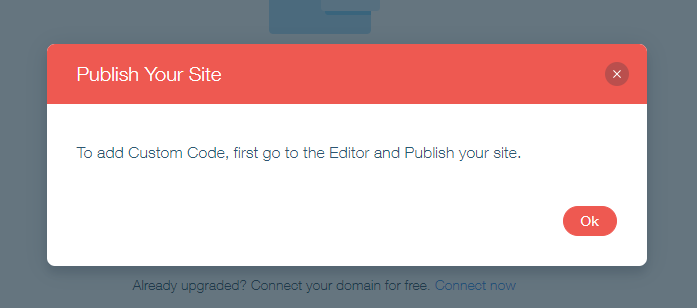 Publish Your Site
To add Custom Code, first go to the Editor and Publish your site.
Ok
Already upgraded? Connect your domain for free. Connect now